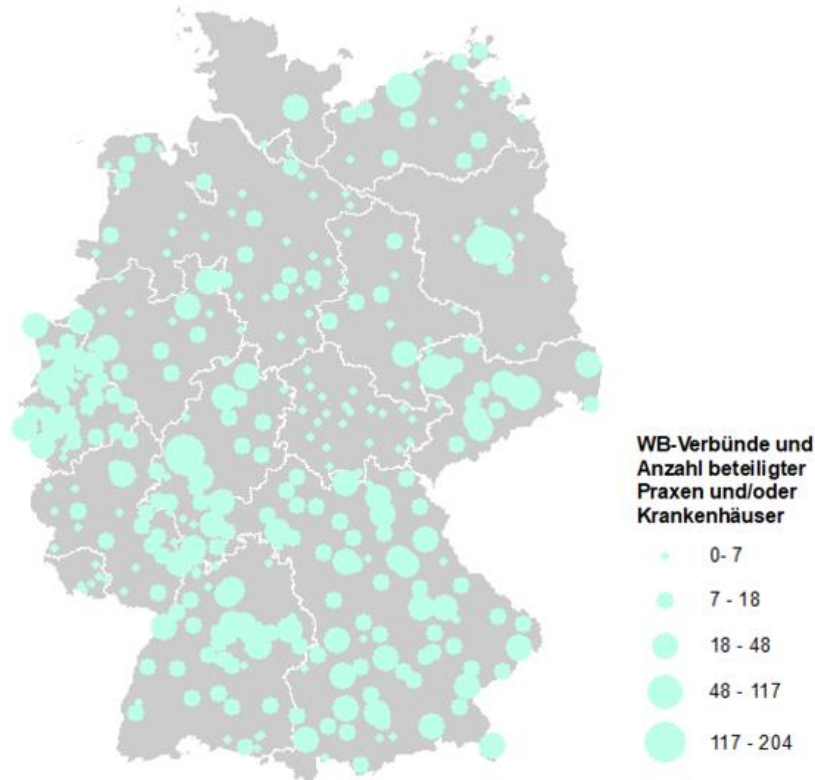 WB-Verbünde und
Anzahl beteiligter
Praxen und/oder
Krankenhäuser
0- 7
7 - 18
18 - 48
48 - 117
117 - 204